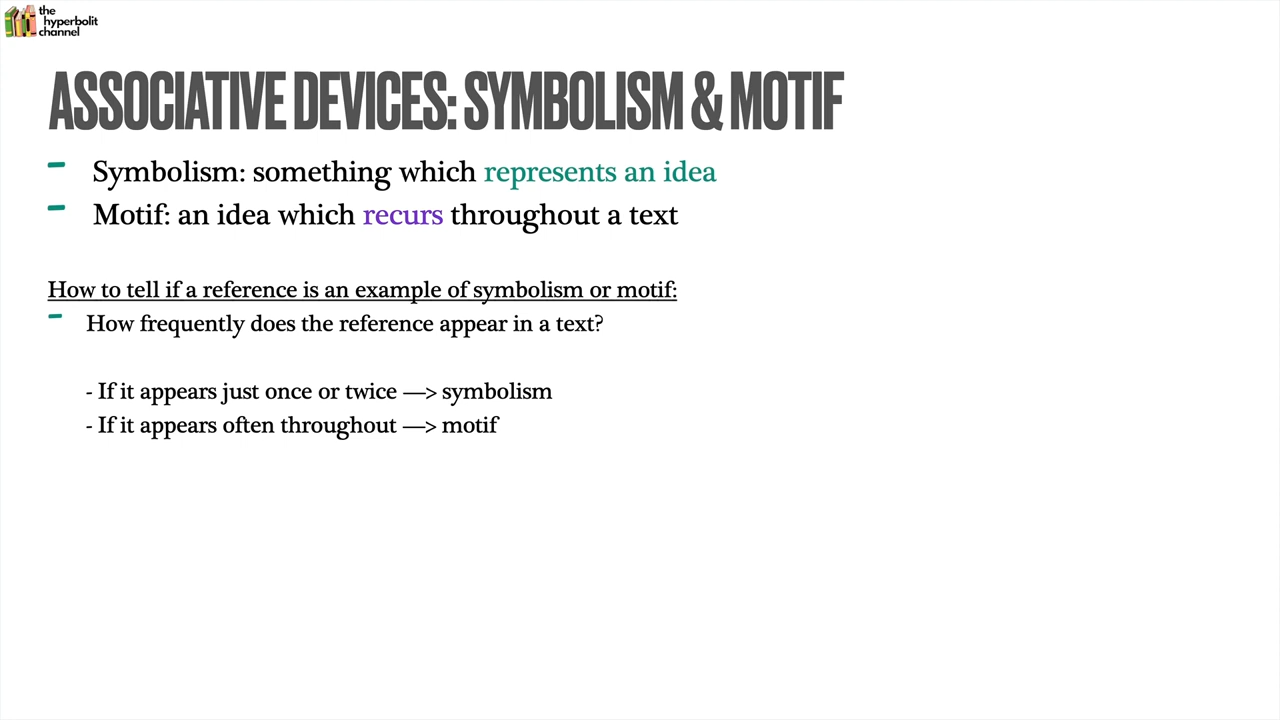 the
hyperbolit
channel
ASSOCIATIVE DEVICES: SYMBOLISM & MOTIF
- Symbolism: something which represents an idea
- Motif: an idea which recurs throughout a text
How to tell if a reference is an example of symbolism or motif:
- How frequently does the reference appear in a text?
- If it appears just once or twice —> symbolism
- If it appears often throughout —> motif